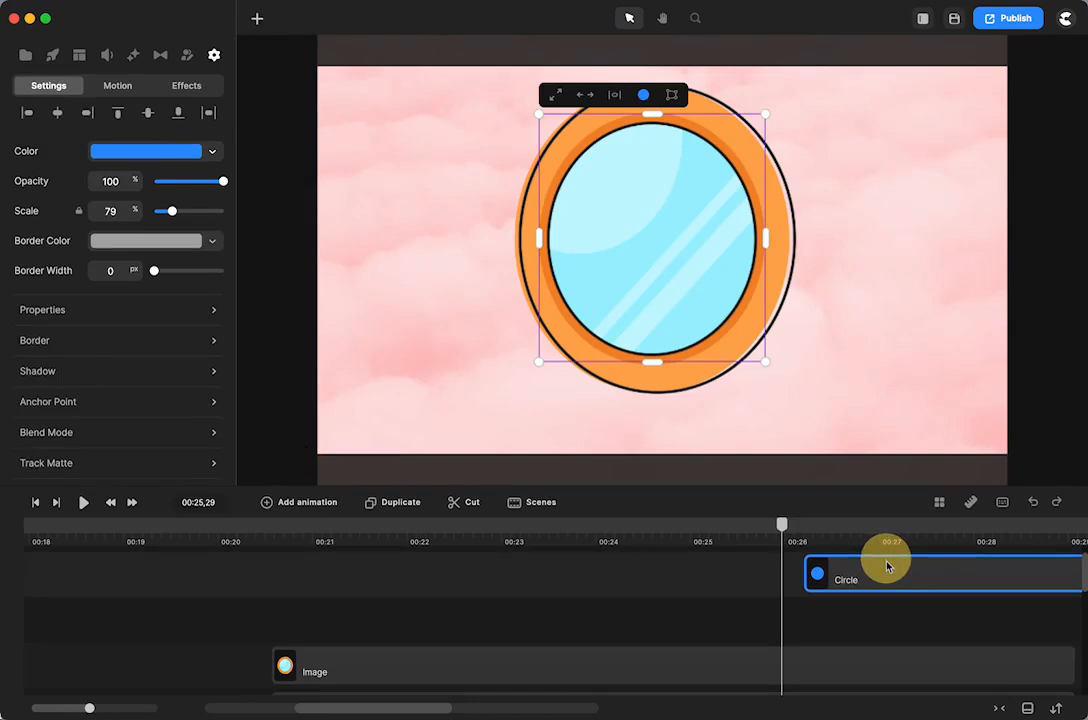 Publish
Settings Motion Effects
Color
Opacity 100 %
Scale 79 %
Border Color
Border Width 0 px
Properties
Border
Shadow
Anchor Point
Blend Mode
Track Matte
00:25,29 Add animation Duplicate Cut Scenes
00:18 00:19 00:20 00:21 00:22 00:23 00:24 00:25 00:26 00:27 00:28
Circle
Image